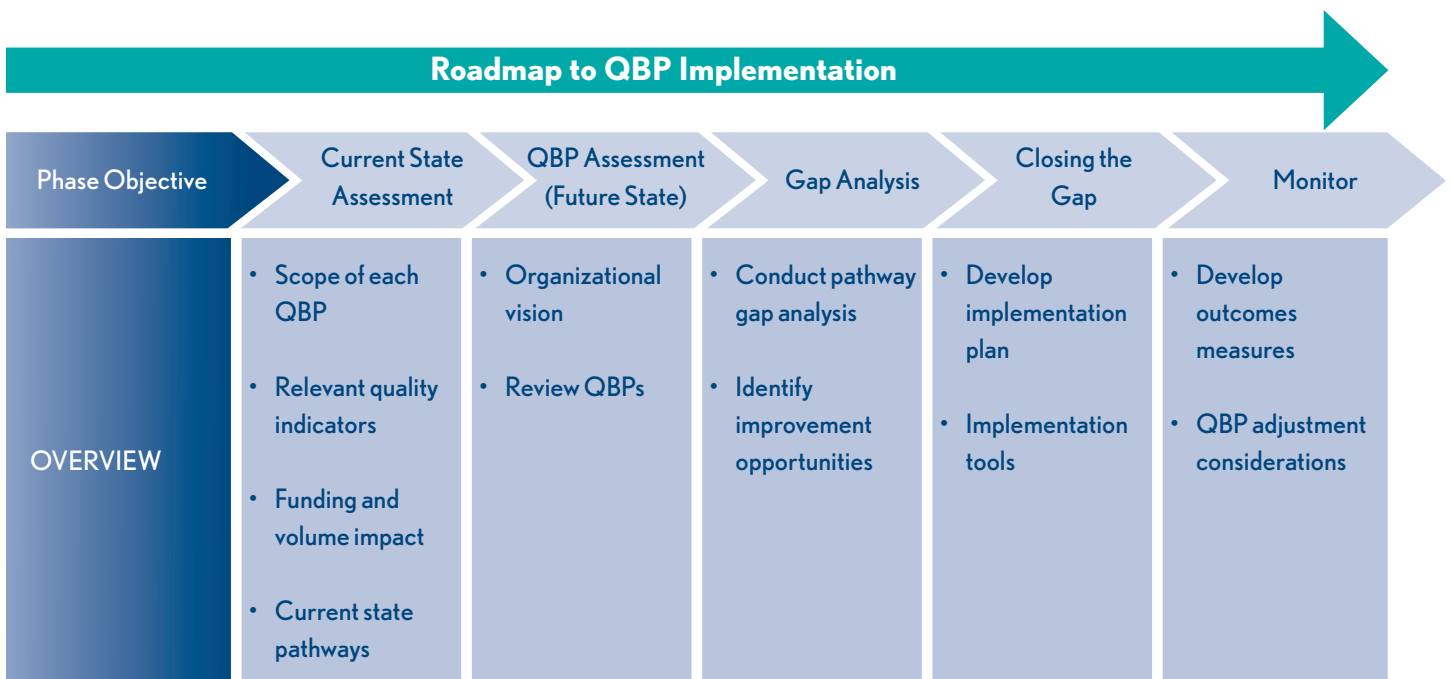 Roadmap to QBP Implementation
Phase Objective
Current State
Assessment
QBP Assessment
(Future State)
Gap Analysis
Closing the
Gap
Monitor
OVERVIEW
• Scope of each
QBP
• Relevant quality
indicators
• Funding and
volume impact
• Current state
pathways
• Organizational
vision
• Review QBPs
• Conduct pathway
gap analysis
• Identify
improvement
opportunities
• Develop
implementation
plan
• Implementation
tools
• Develop
outcomes
measures
• QBP adjustment
considerations